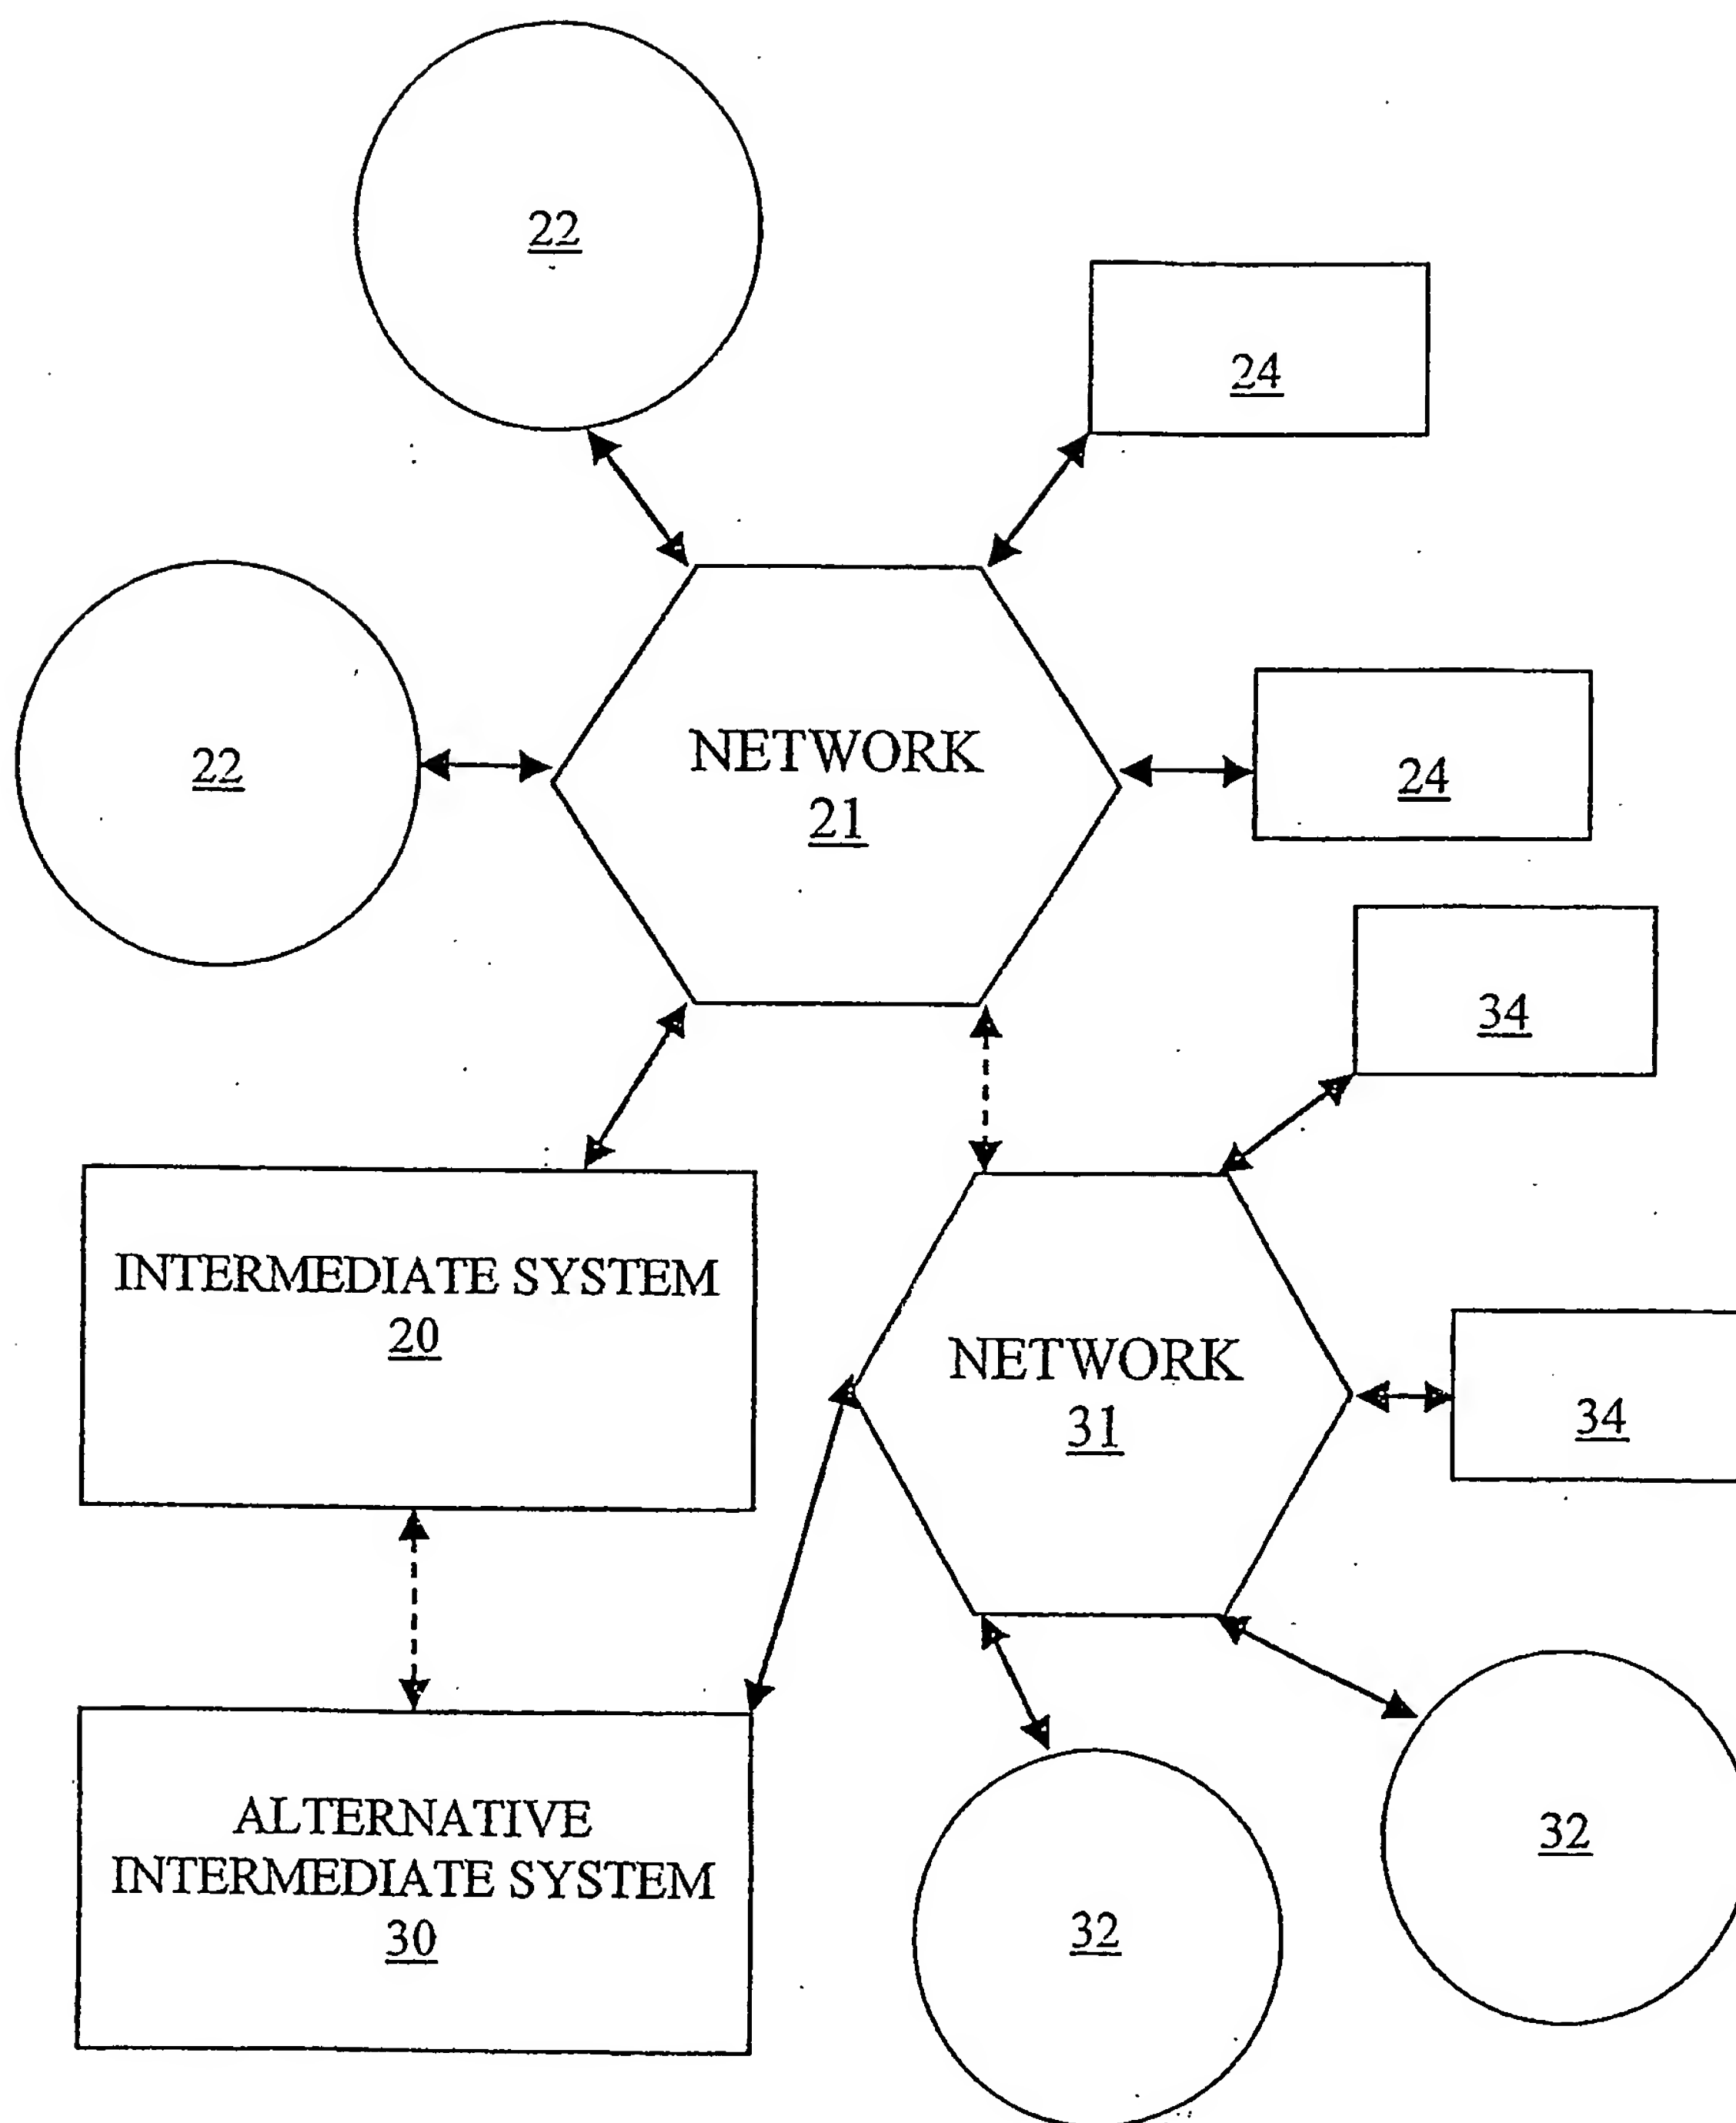 22
24
22
NETWORK
21
24
34
INTERMEDIATE SYSTEM
20
NETWORK
31
34
ALTERNATIVE
INTERMEDIATE SYSTEM
30
32
32